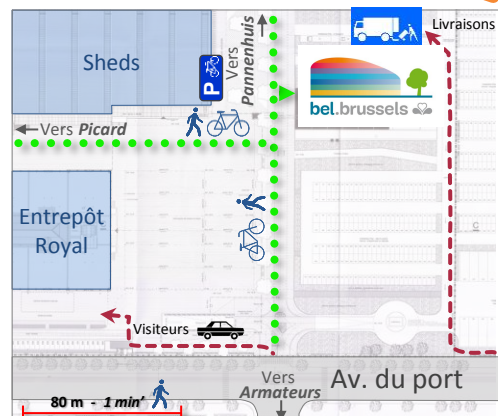 Livraisons
Sheds
P
Vers
Pannenhuis
bel.brussels
Vers Picard
Entrepôt
Royal
Visiteurs
Vers
Armateurs
Av. du port
80 m - 1 min'